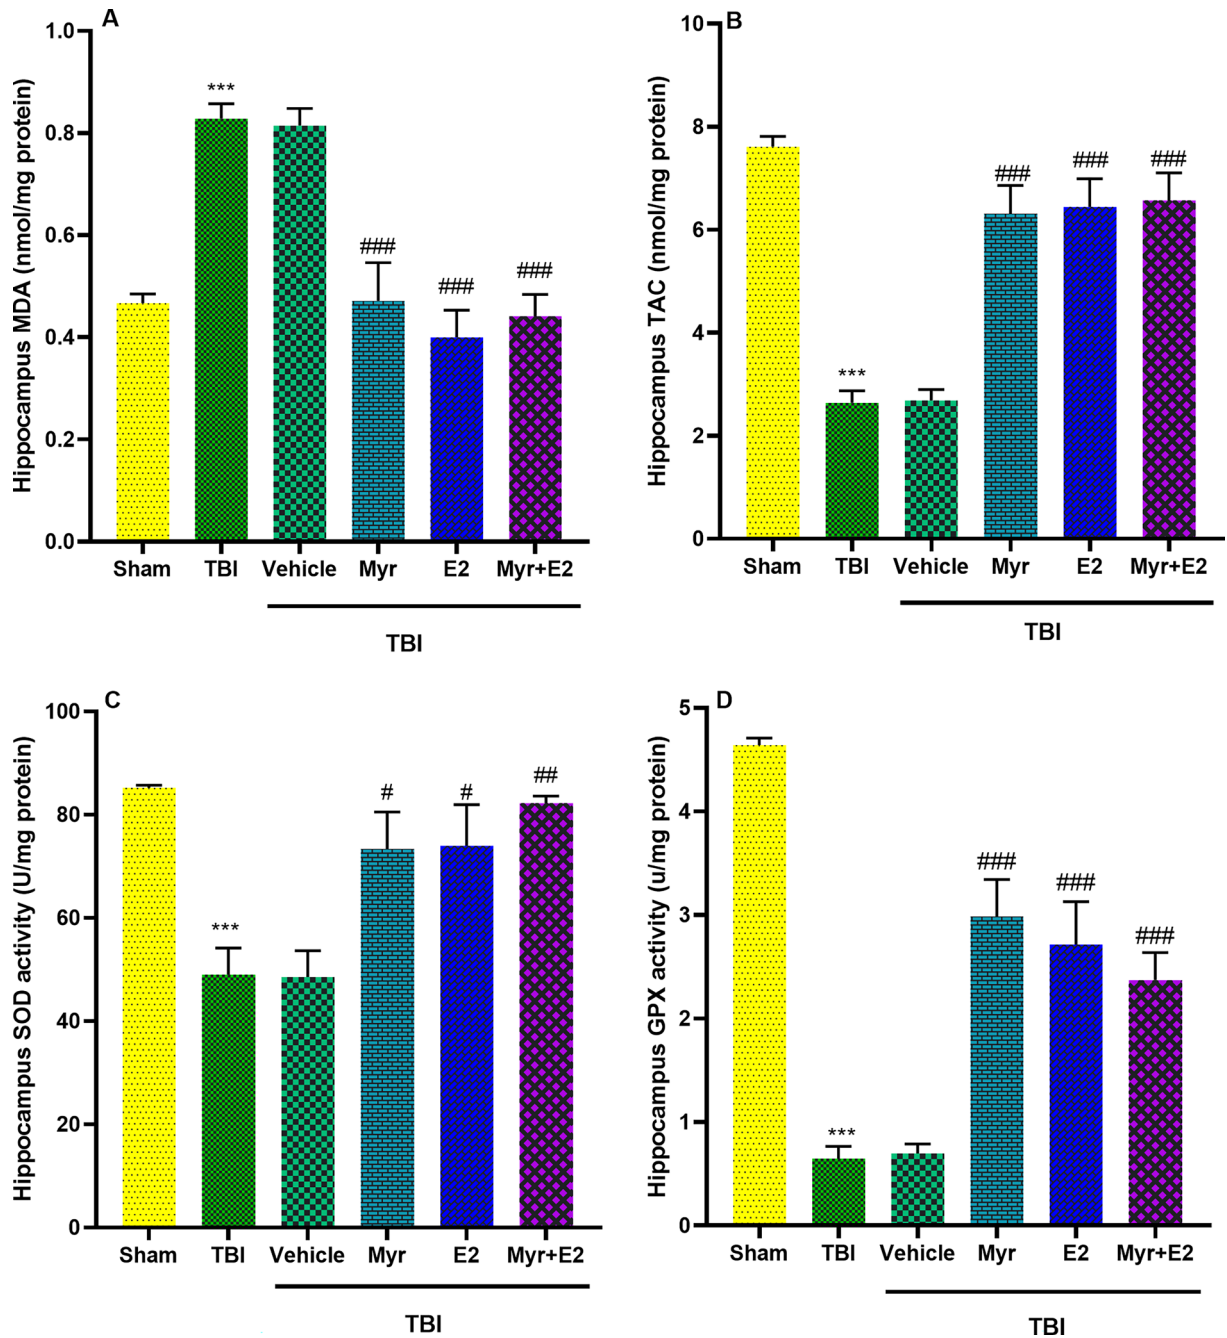 A
Hippocampus MDA (nmol/mg protein)
1.0
0.8
0.6
0.4
0.2
0.0
***
###
###
###
Sham TBI Vehicle Myr E2 Myr+E2
TBI
B
Hippocampus TAC (nmol/mg protein)
10
8
6
4
2
0
***
###
###
###
Sham TBI Vehicle Myr E2 Myr+E2
TBI
C
Hippocampus SOD activity (U/mg protein)
100
80
60
40
20
0
***
#
#
##
Sham TBI Vehicle Myr E2 Myr+E2
TBI
D
Hippocampus GPX activity (u/mg protein)
5
4
3
2
1
0
***
###
###
###
Sham TBI Vehicle Myr E2 Myr+E2
TBI